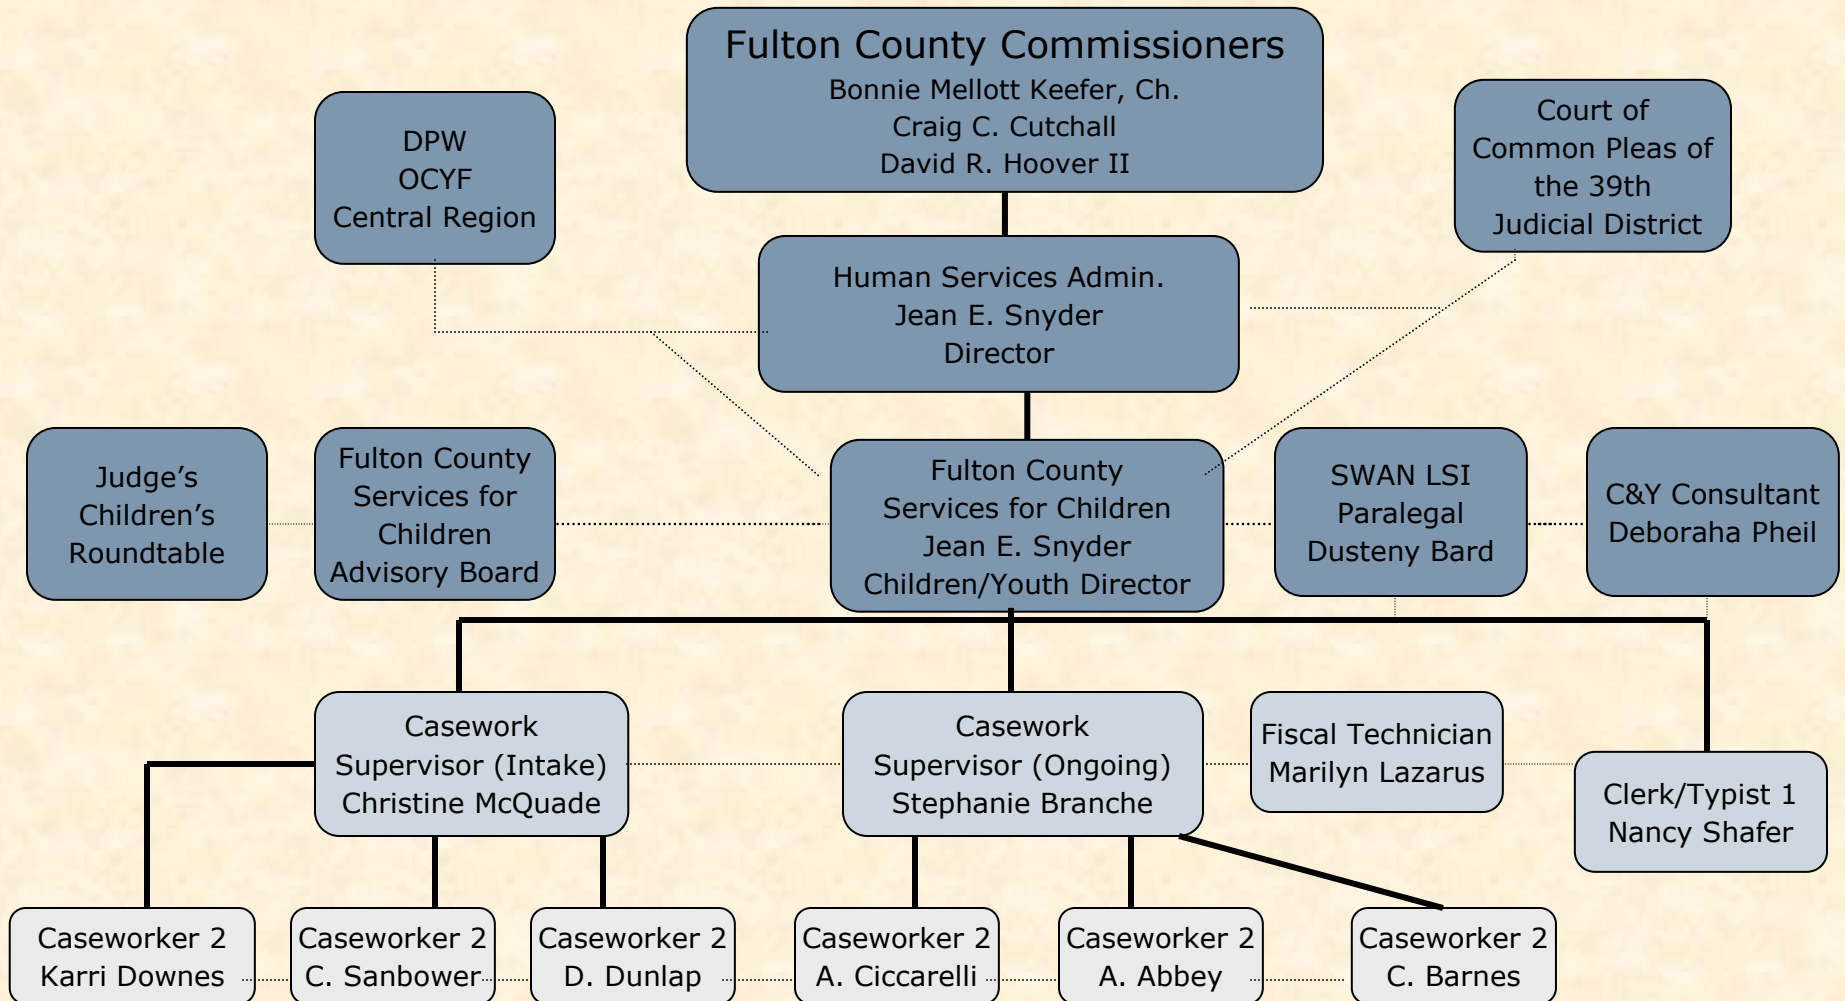 Fulton County Commissioners
Bonnie Mellott Keefer, Ch.
Craig C. Cutchall
David R. Hoover II
DPW
OCYF
Central Region
Court of
Common Pleas of
the 39th
Judicial District
Human Services Admin.
Jean E. Snyder
Director
Judge’s
Children’s
Roundtable
Fulton County
Services for
Children
Advisory Board
Fulton County
Services for Children
Jean E. Snyder
Children/Youth Director
SWAN LSI
Paralegal
Dusteny Bard
C&Y Consultant
Deboraha Pheil
Casework
Supervisor (Intake)
Christine McQuade
Casework
Supervisor (Ongoing)
Stephanie Branche
Fiscal Technician
Marilyn Lazarus
Clerk/Typist 1
Nancy Shafer
Caseworker 2
Karri Downes
Caseworker 2
C. Sanbower
Caseworker 2
D. Dunlap
Caseworker 2
A. Ciccarelli
Caseworker 2
A. Abbey
Caseworker 2
C. Barnes